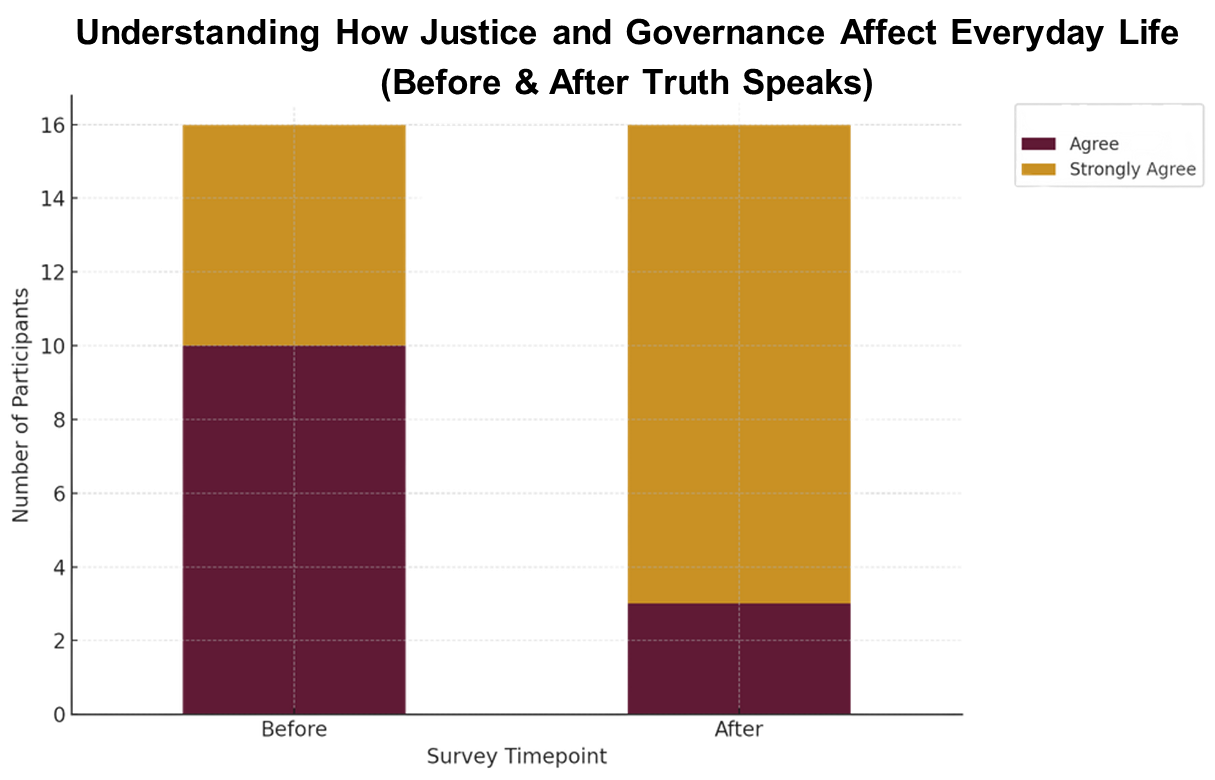 Understanding How Justice and Governance Affect Everyday Life
(Before & After Truth Speaks)
Agree
Strongly Agree
Number of Participants
16
14
12
10
8
6
4
2
0
Before
After
Survey Timepoint